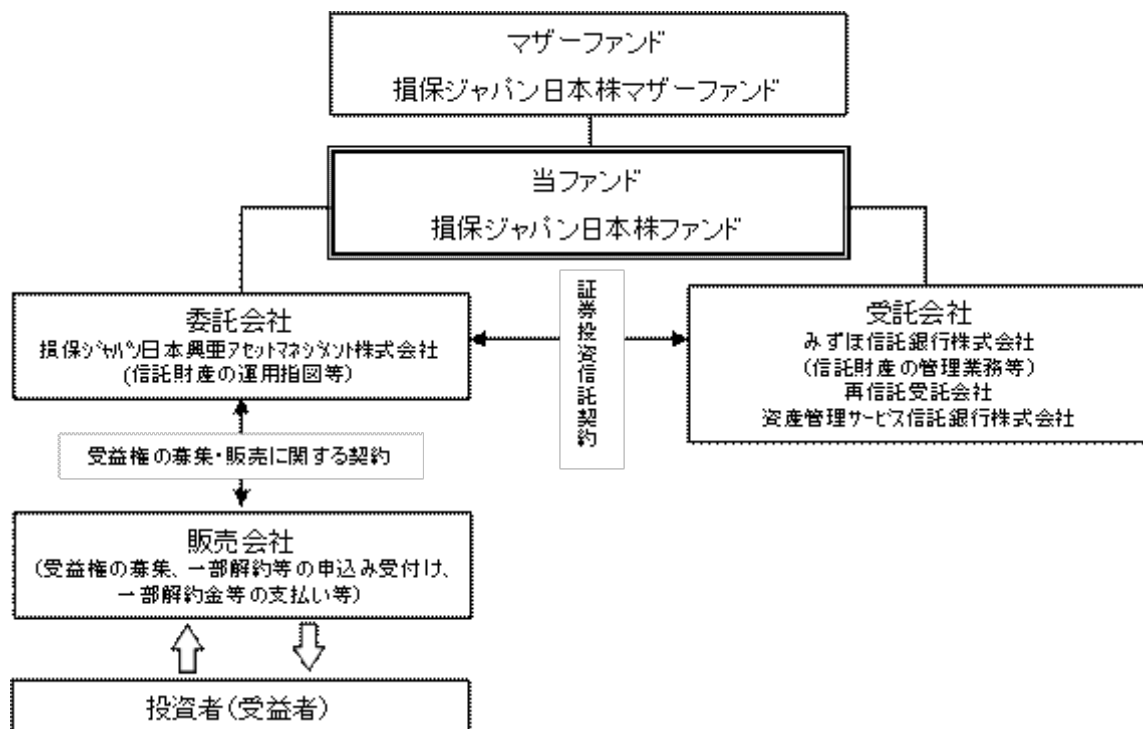 マザーファンド
損保ジャパン日本株マザーファンド
当ファンド
損保ジャパン日本株ファンド
委託会社
損保ジャパン日本興亜アセットマネジメント株式会社
(信託財産の運用指図等)
証券投資信託契約
受託会社
みずほ信託銀行株式会社
(信託財産の管理業務等)
再信託受託会社
資産管理サービス信託銀行株式会社
受益権の募集・販売に関する契約
販売会社
(受益権の募集、一部解約等の申込み受付け、
一部解約金等の支払い等)
投資者(受益者)